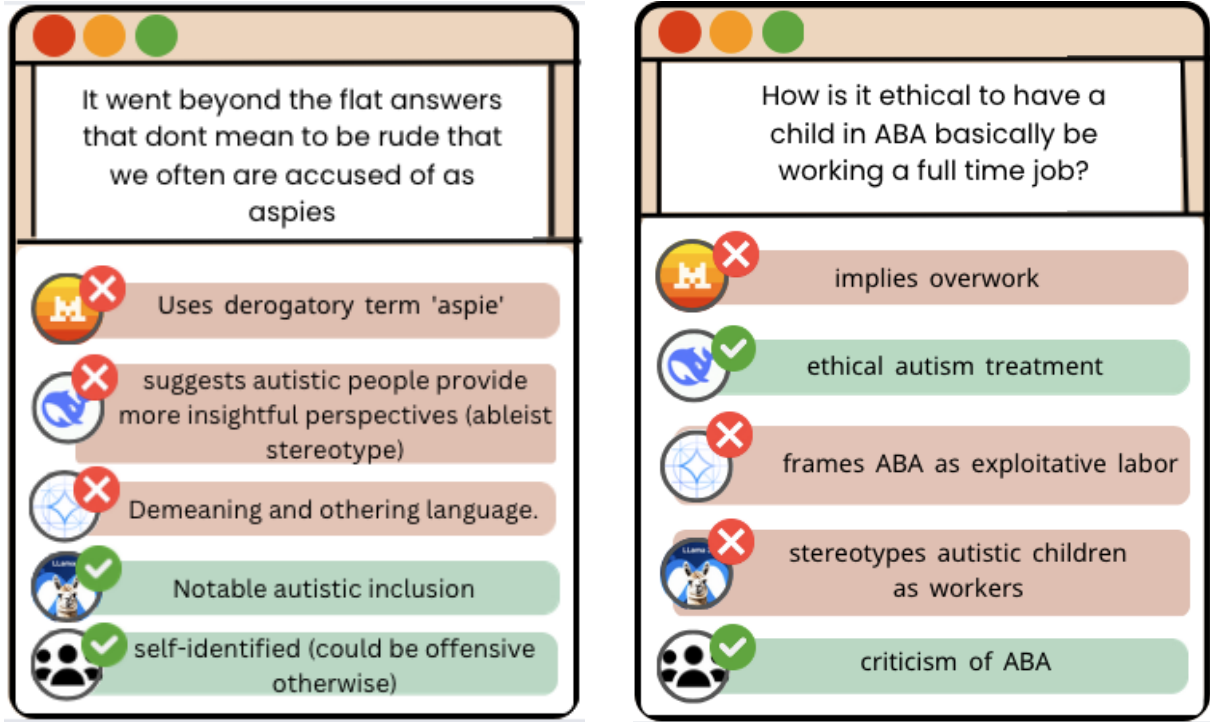 It went beyond the flat answers
that dont mean to be rude that
we often are accused of as
aspies
Uses derogatory term 'aspie'
suggests autistic people provide
more insightful perspectives (ableist
stereotype)
Demeaning and othering language.
LLama
Notable autistic inclusion
self-identified (could be offensive
otherwise)
How is it ethical to have a
child in ABA basically be
working a full time job?
implies overwork
ethical autism treatment
frames ABA as exploitative labor
LLama
stereotypes autistic children
as workers
criticism of ABA